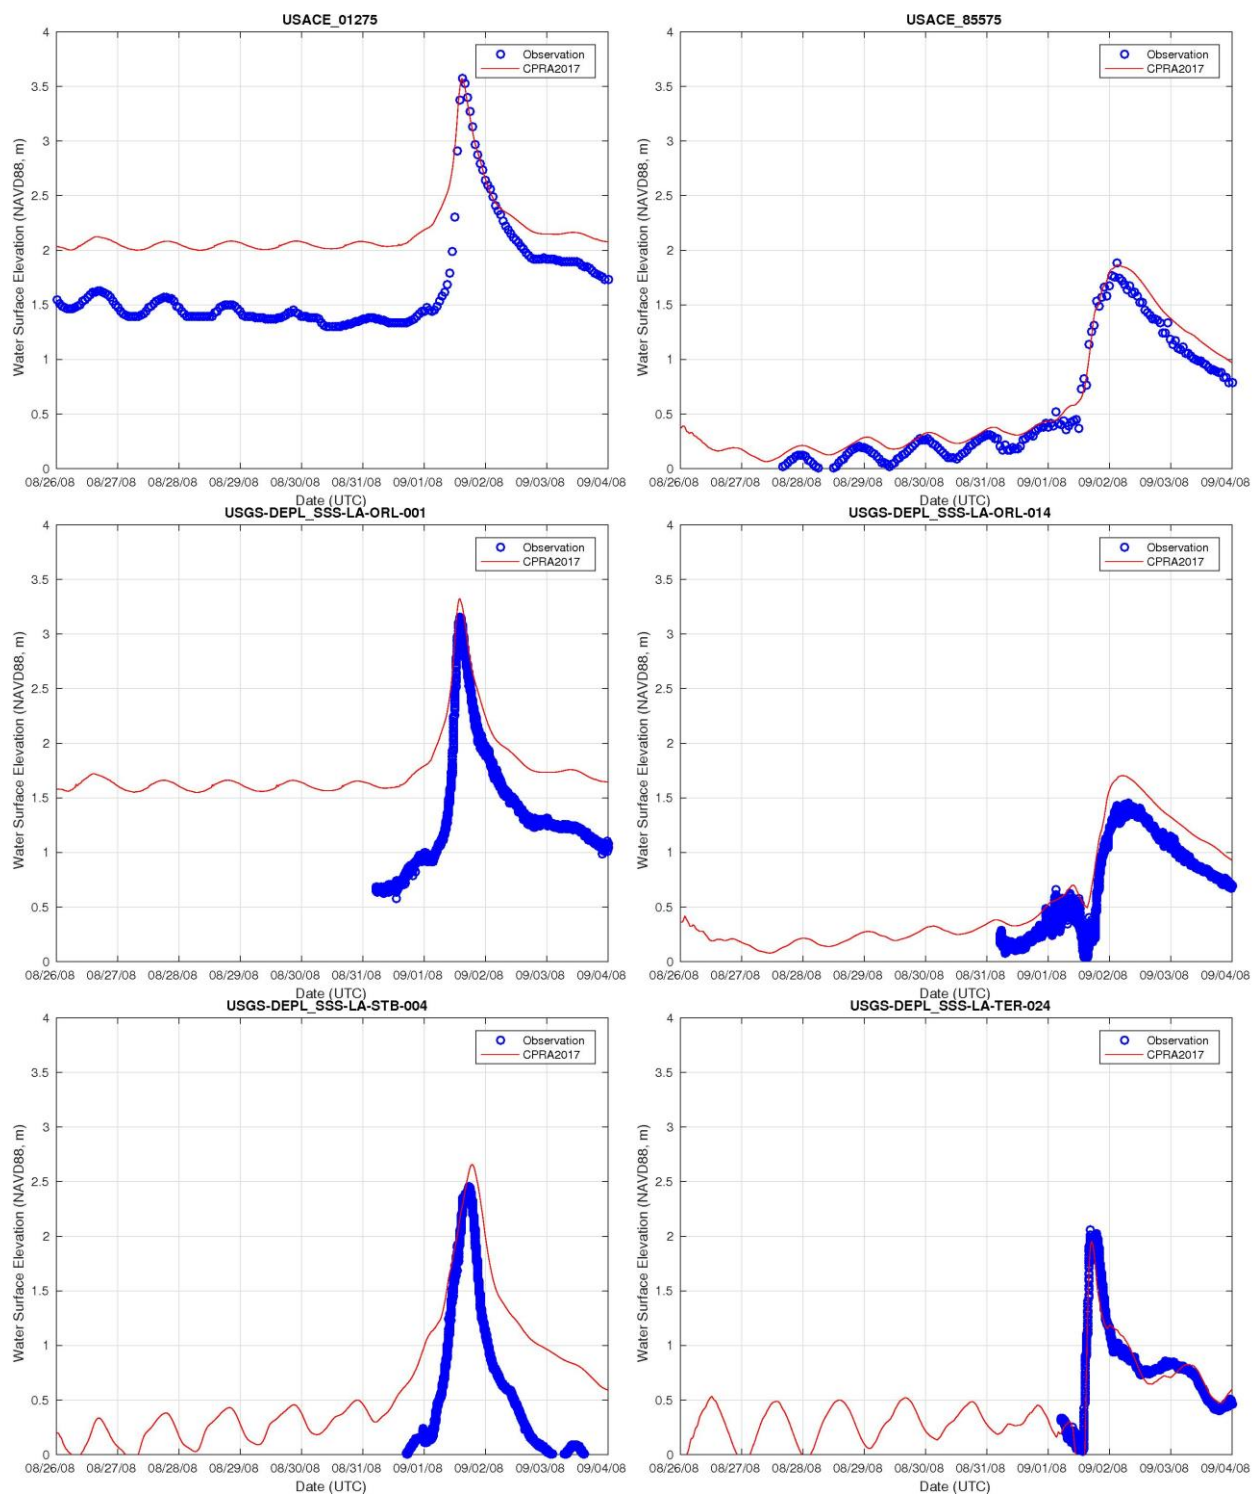 USACE_01275
4
3.5
3
2.5
2
1.5
1
0.5
0
Water Surface Elevation (NAVD88, m)
Observation
CPRA2017
08/26/08 08/27/08 08/28/08 08/29/08 08/30/08 08/31/08 09/01/08 09/02/08 09/03/08 09/04/08
Date (UTC)
USACE_85575
4
3.5
3
2.5
2
1.5
1
0.5
0
Water Surface Elevation (NAVD88, m)
Observation
CPRA2017
08/26/08 08/27/08 08/28/08 08/29/08 08/30/08 08/31/08 09/01/08 09/02/08 09/03/08 09/04/08
Date (UTC)
USGS-DEPL_SSS-LA-ORL-001
4
3.5
3
2.5
2
1.5
1
0.5
0
Water Surface Elevation (NAVD88, m)
Observation
CPRA2017
08/26/08 08/27/08 08/28/08 08/29/08 08/30/08 08/31/08 09/01/08 09/02/08 09/03/08 09/04/08
Date (UTC)
USGS-DEPL_SSS-LA-ORL-014
4
3.5
3
2.5
2
1.5
1
0.5
0
Water Surface Elevation (NAVD88, m)
Observation
CPRA2017
08/26/08 08/27/08 08/28/08 08/29/08 08/30/08 08/31/08 09/01/08 09/02/08 09/03/08 09/04/08
Date (UTC)
USGS-DEPL_SSS-LA-STB-004
4
3.5
3
2.5
2
1.5
1
0.5
0
Water Surface Elevation (NAVD88, m)
Observation
CPRA2017
08/26/08 08/27/08 08/28/08 08/29/08 08/30/08 08/31/08 09/01/08 09/02/08 09/03/08 09/04/08
Date (UTC)
USGS-DEPL_SSS-LA-TER-024
4
3.5
3
2.5
2
1.5
1
0.5
0
Water Surface Elevation (NAVD88, m)
Observation
CPRA2017
08/26/08 08/27/08 08/28/08 08/29/08 08/30/08 08/31/08 09/01/08 09/02/08 09/03/08 09/04/08
Date (UTC)